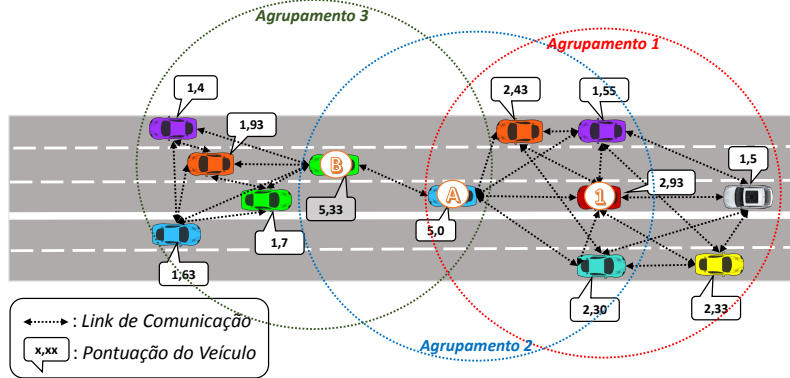 Agrupamento 3
Agrupamento 1
1,4
2,43
1,55
1,93
1,5
B
2,93
A
1
5,33
5,0
1,7
1,63
2,30
2,33
: Link de Comunicação
Agrupamento 2
x,xx : Pontuação do Veículo